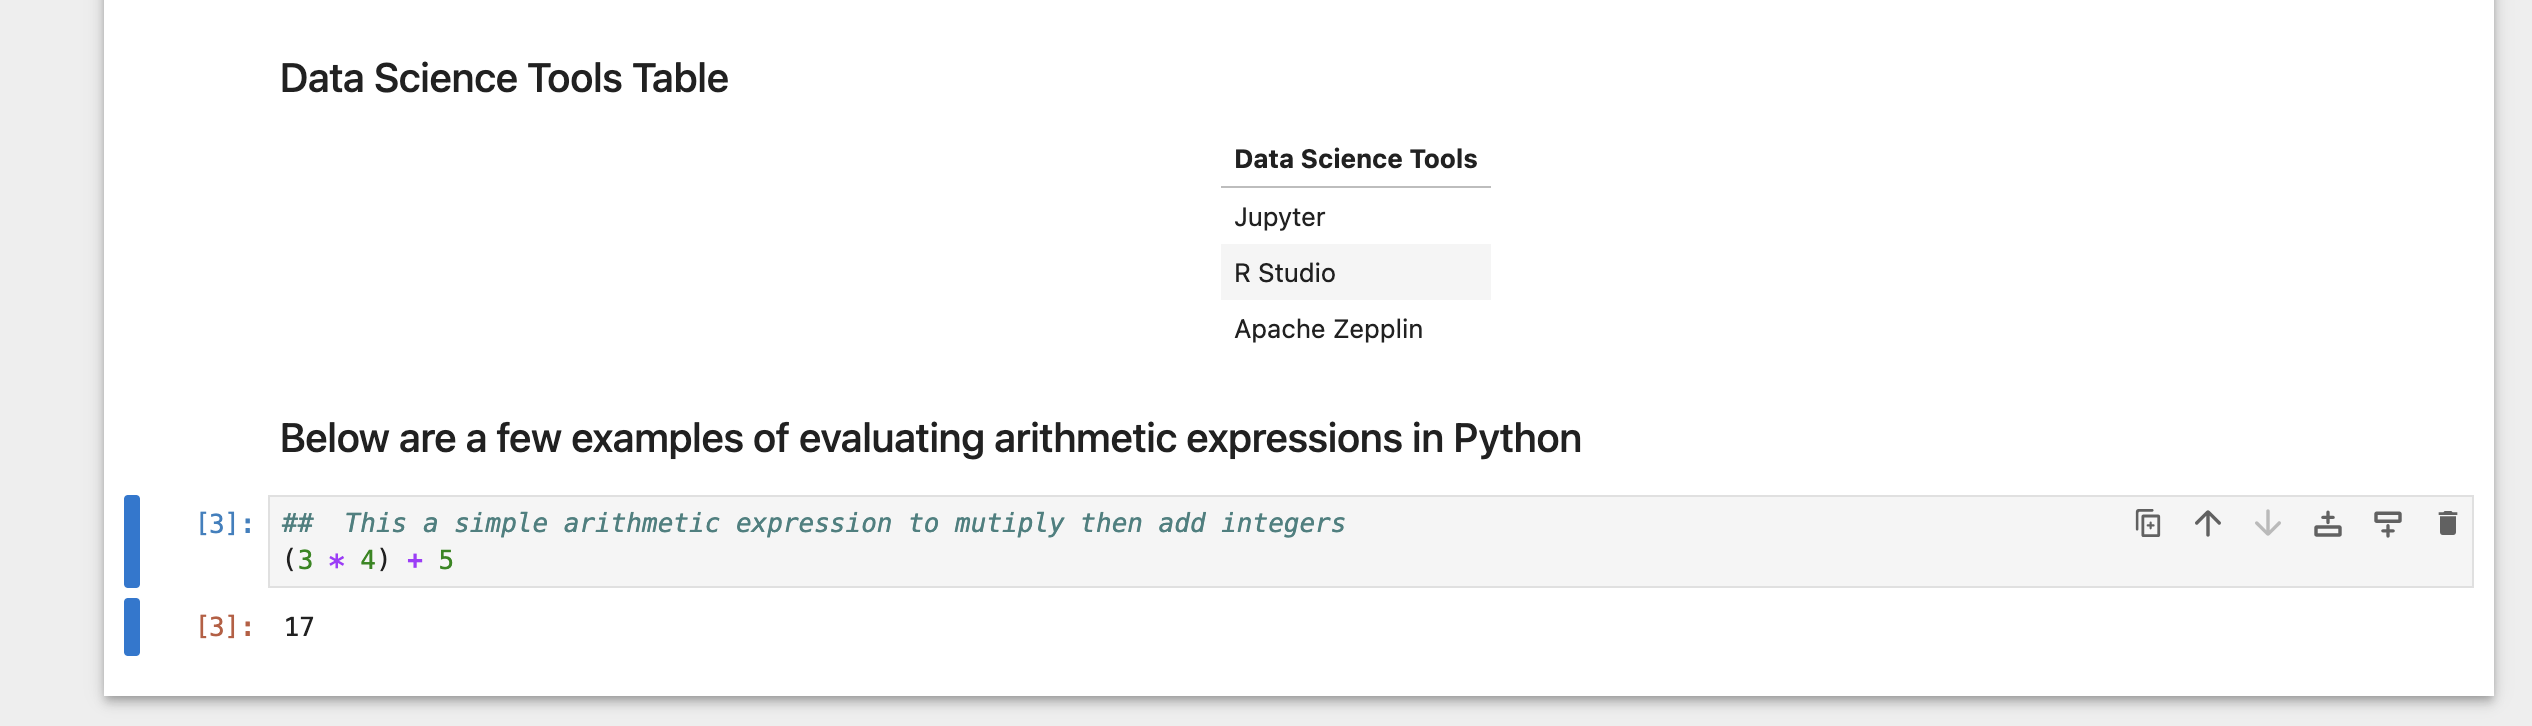 Data Science Tools Table
Data Science Tools
Jupyter
R Studio
Apache Zepplin
Below are a few examples of evaluating arithmetic expressions in Python
[3]: ##  This a simple arithmetic expression to mutiply then add integers
(3 * 4) + 5
[3]: 17